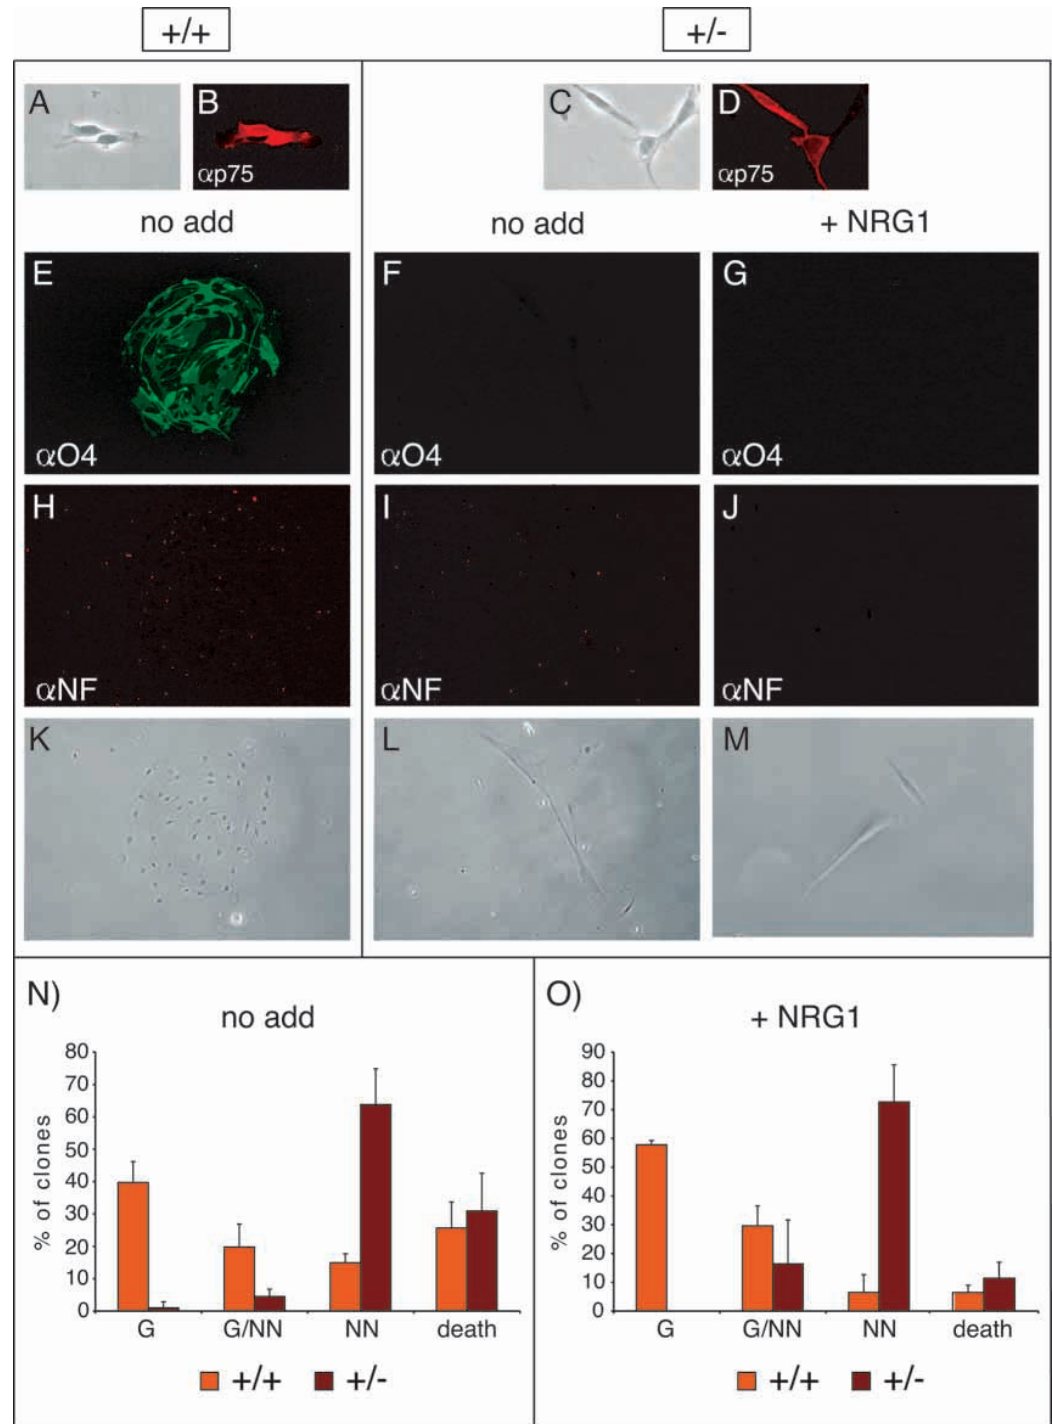 +/+
+/-
A
B
αp75
C
D
αp75
no add
no add
+ NRG1
E
αO4
F
αO4
G
αO4
H
αNF
I
αNF
J
αNF
K
L
M
N)
no add
% of clones
80
70
60
50
40
30
20
10
0
G G/NN NN death
+/+ +/-
O)
+ NRG1
% of clones
90
80
70
60
50
40
30
20
10
0
G G/NN NN death
+/+ +/-